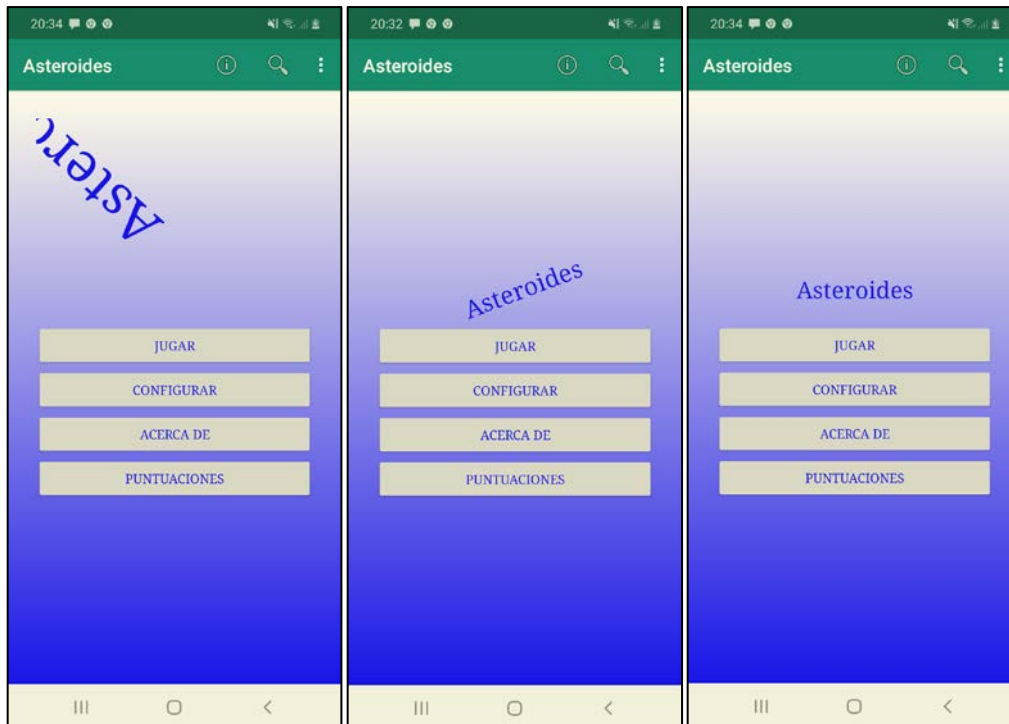 20:34
Asteroides
Astero
JUGAR
CONFIGURAR
ACERCA DE
PUNTUACIONES
20:32
Asteroides
Asteroides
JUGAR
CONFIGURAR
ACERCA DE
PUNTUACIONES
20:34
Asteroides
Asteroides
JUGAR
CONFIGURAR
ACERCA DE
PUNTUACIONES